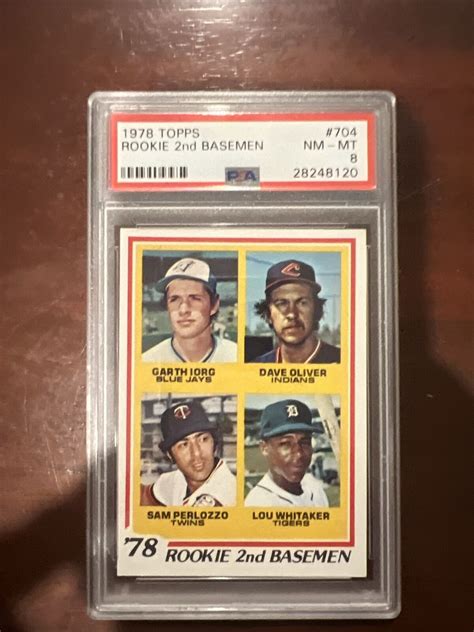 1978 TOPPS #704
ROOKIE 2nd BASEMEN NM - MT
8
PSA 28248120
GARTH IORG DAVE OLIVER
BLUE JAYS INDIANS
SAM PERLOZZO LOU WHITAKER
TWINS TIGERS
'78 ROOKIE 2nd BASEMEN